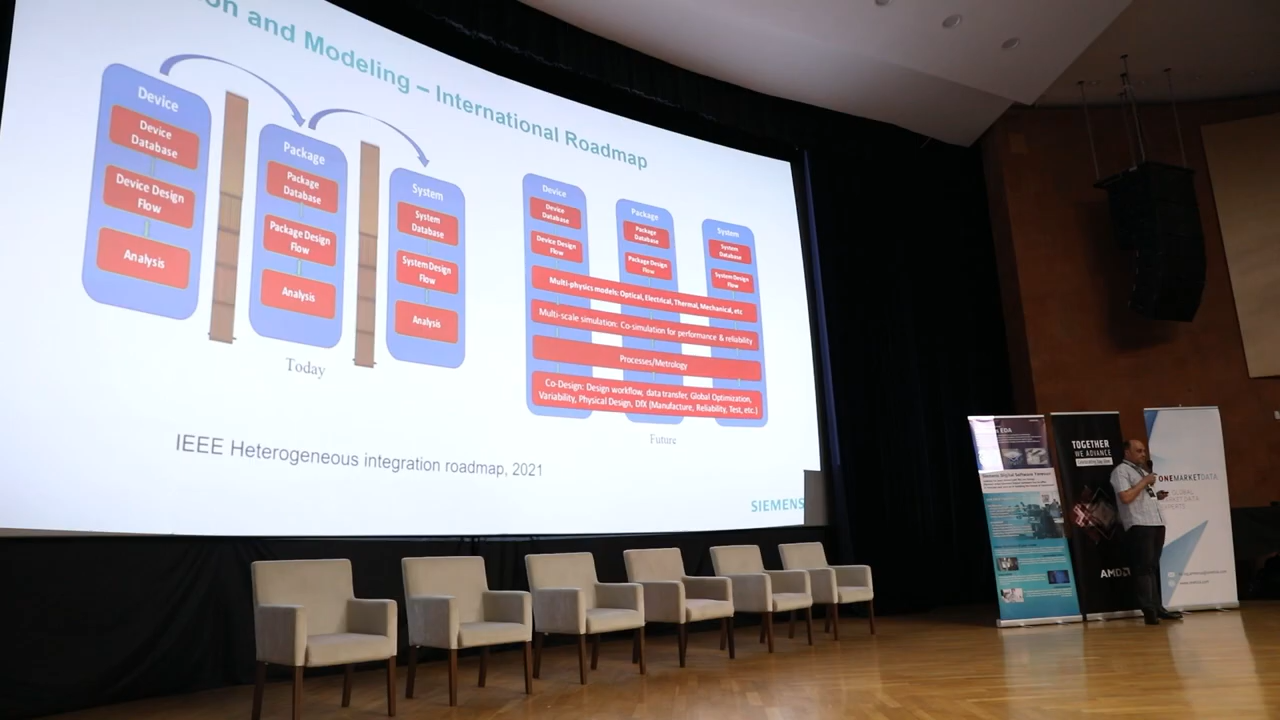 on and Modeling – International Roadmap
Device
Device
Database
Device Design
Flow
Analysis
Package
Package
Database
Package Design
Flow
Analysis
System
System
Database
System Design
Flow
Analysis
Today
Device
Device
Database
Device Design
Flow
Package
Package
Database
Package Design
Flow
System
System
Database
System Design
Flow
Multi-physics models: Optical, Electrical, Thermal, Mechanical, etc
Multi-scale simulation: Co-simulation for performance & reliability
Processes/Metrology
Co-Design: Design workflow, data transfer, Global Optimization,
Variability, Physical Design, DfX (Manufacture, Reliability, Test, etc.)
Future
IEEE Heterogeneous integration roadmap, 2021
SIEMENS
EDA
TOGETHER
WE ADVANCE
AMD
ONEMARKETDATA
GLOBAL
DATA